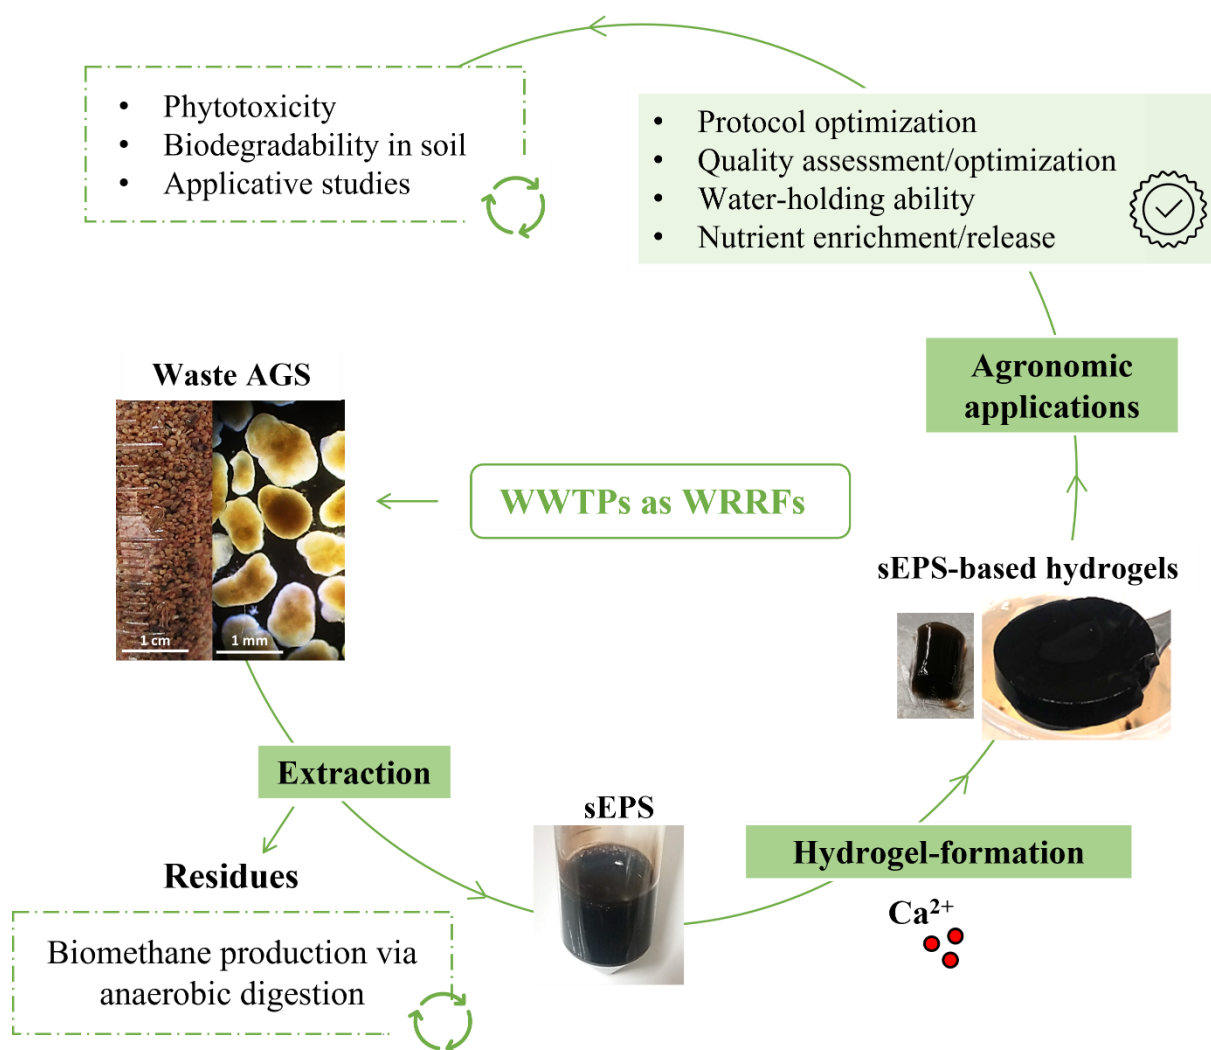 • Phytotoxicity
• Biodegradability in soil
• Applicative studies
• Protocol optimization
• Quality assessment/optimization
• Water-holding ability
• Nutrient enrichment/release
Waste AGS
1 cm
1 mm
WWTPs as WRRFs
Agronomic
applications
sEPS-based hydrogels
Extraction
sEPS
Hydrogel-formation
Ca²⁺
Residues
Biomethane production via
anaerobic digestion